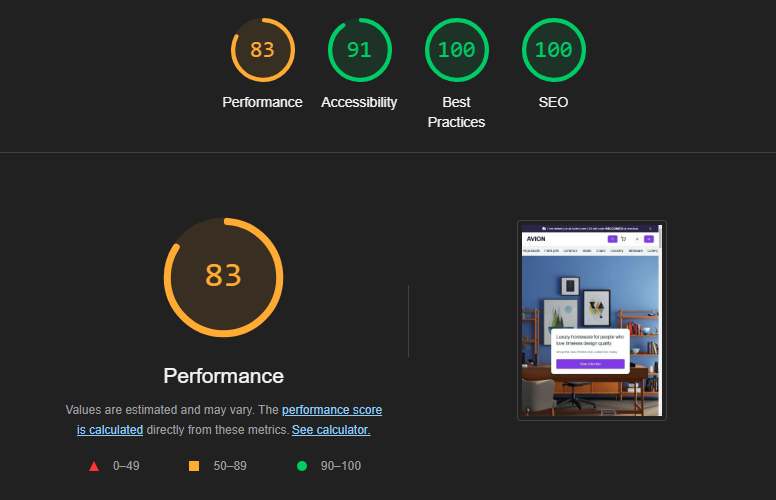 83
91
100
100
Performance
Accessibility
Best
Practices
SEO
83
Performance
Values are estimated and may vary. The performance score
is calculated directly from these metrics. See calculator.
0–49
50–89
90–100
AVION
Luxury homeware for people who
love timeless design quality